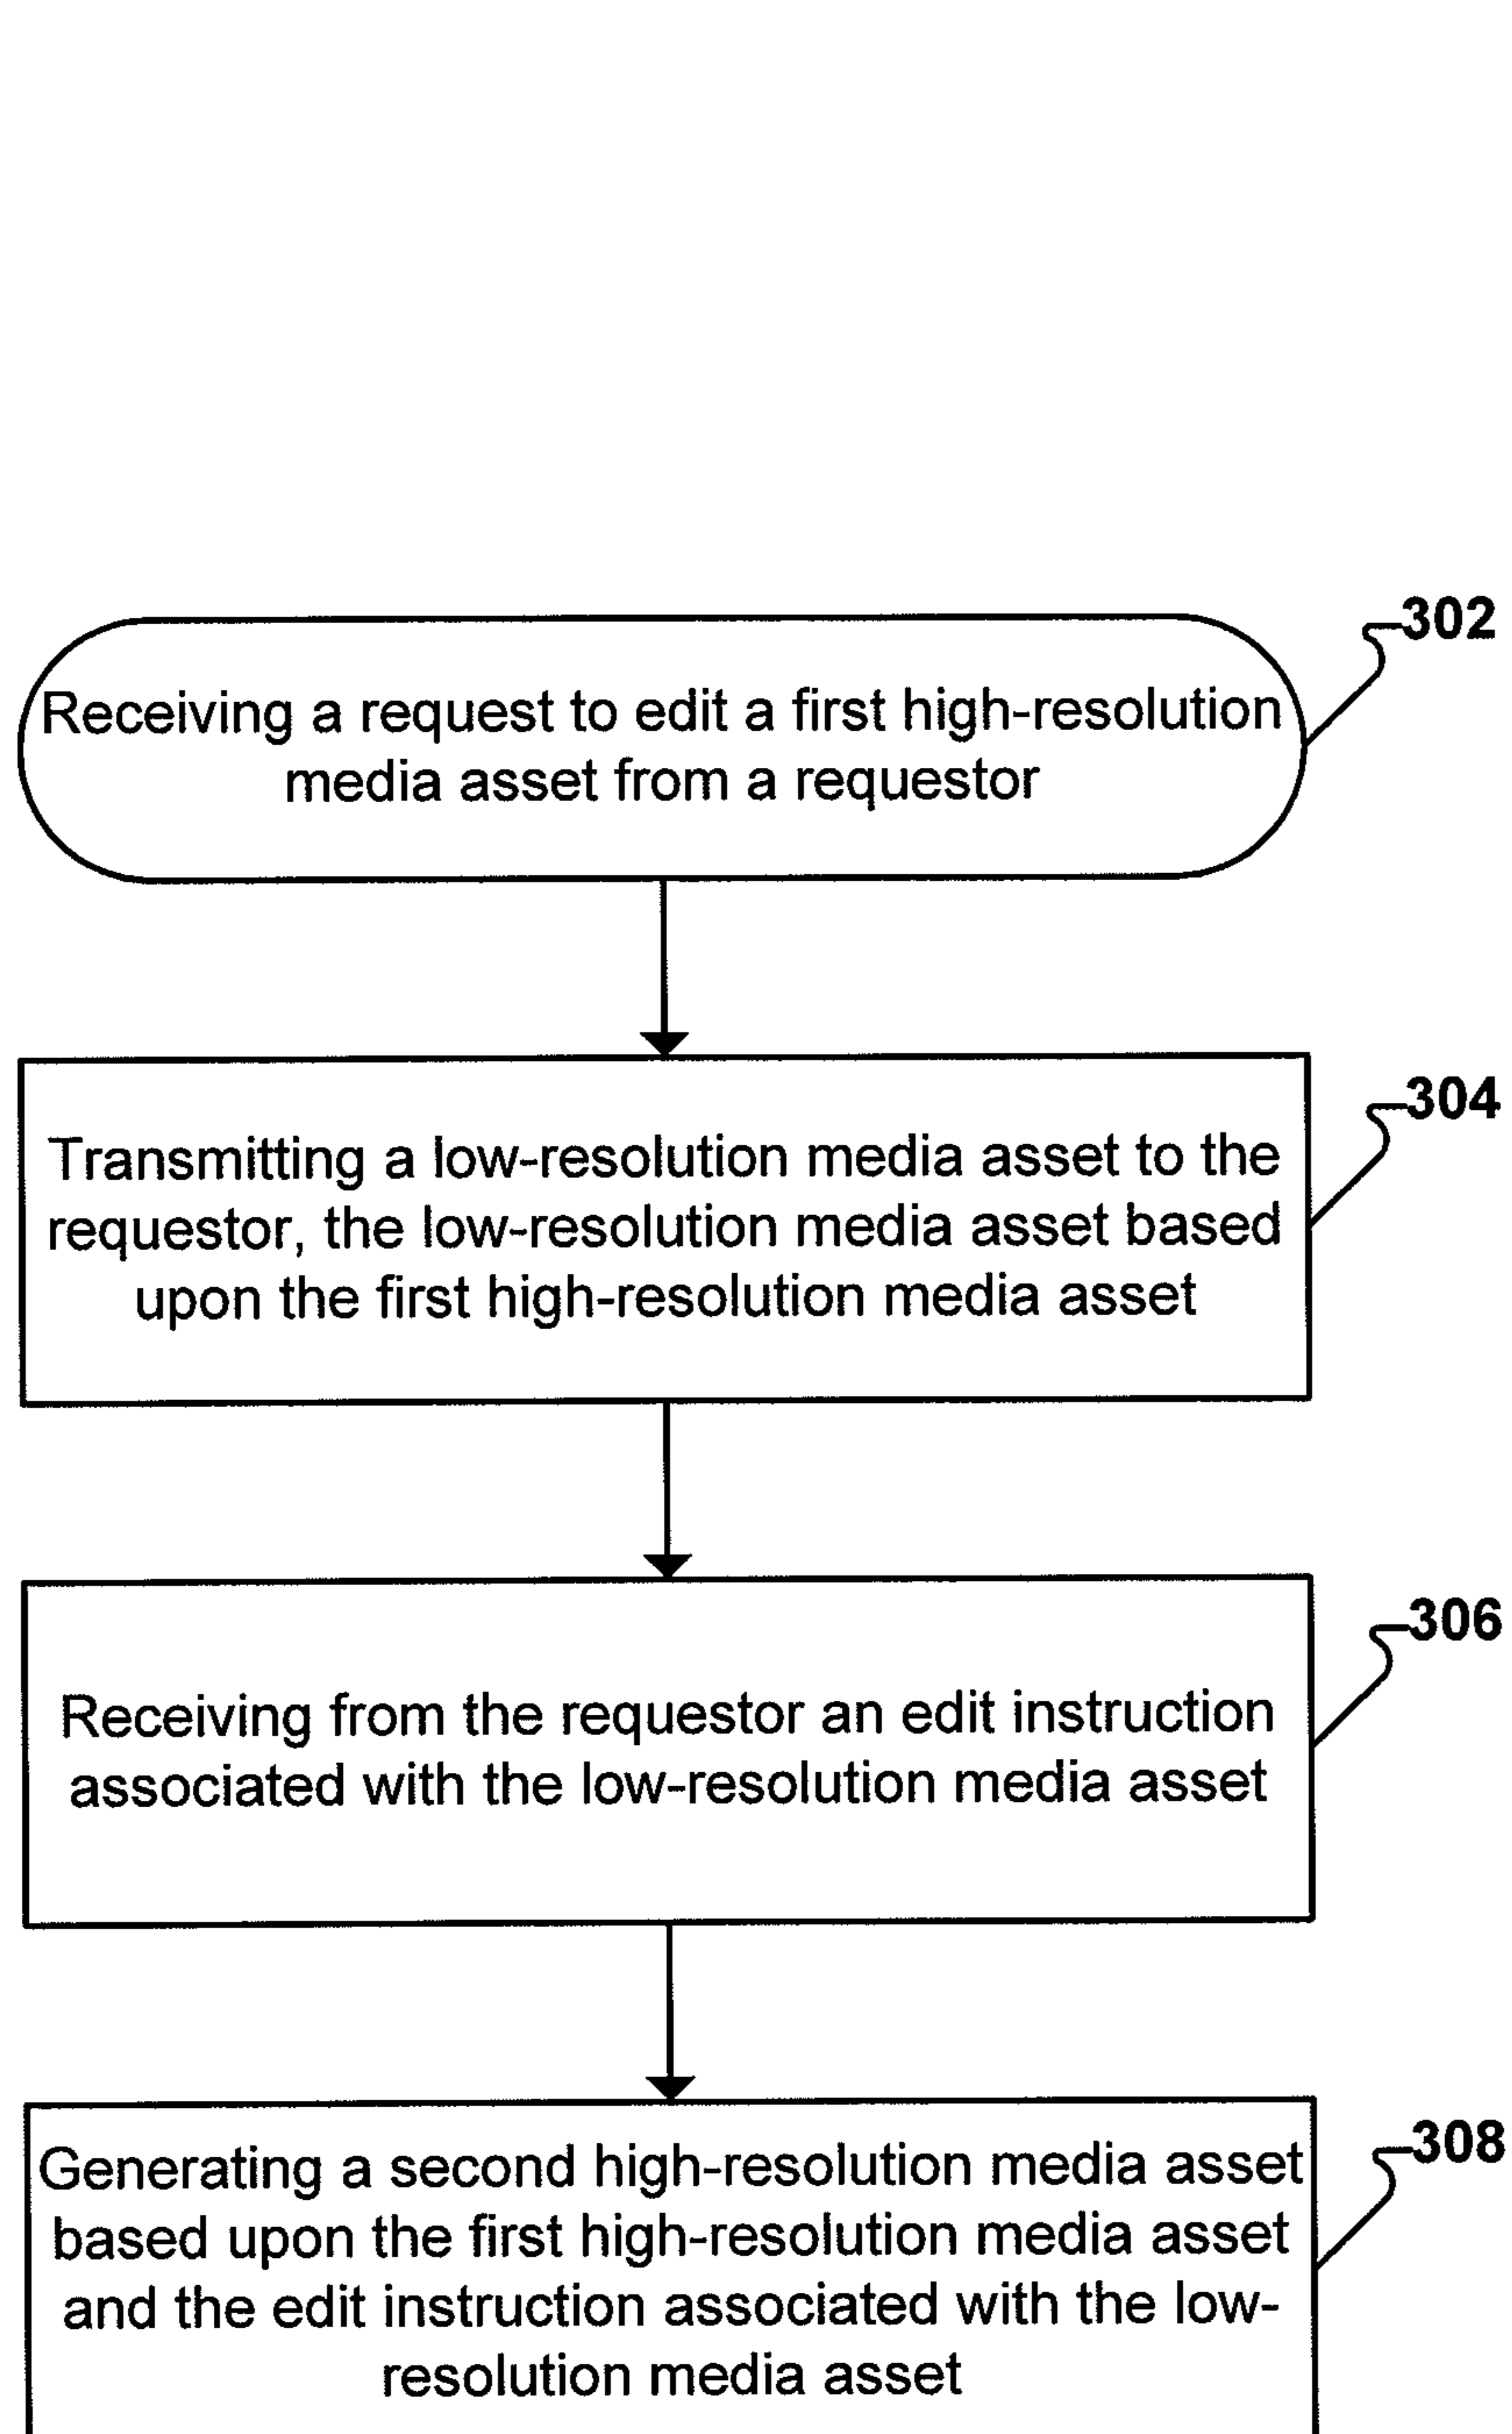 302
Receiving a request to edit a first high-resolution
media asset from a requestor
304
Transmitting a low-resolution media asset to the
requestor, the low-resolution media asset based
upon the first high-resolution media asset
306
Receiving from the requestor an edit instruction
associated with the low-resolution media asset
308
Generating a second high-resolution media asset
based upon the first high-resolution media asset
and the edit instruction associated with the low-
resolution media asset